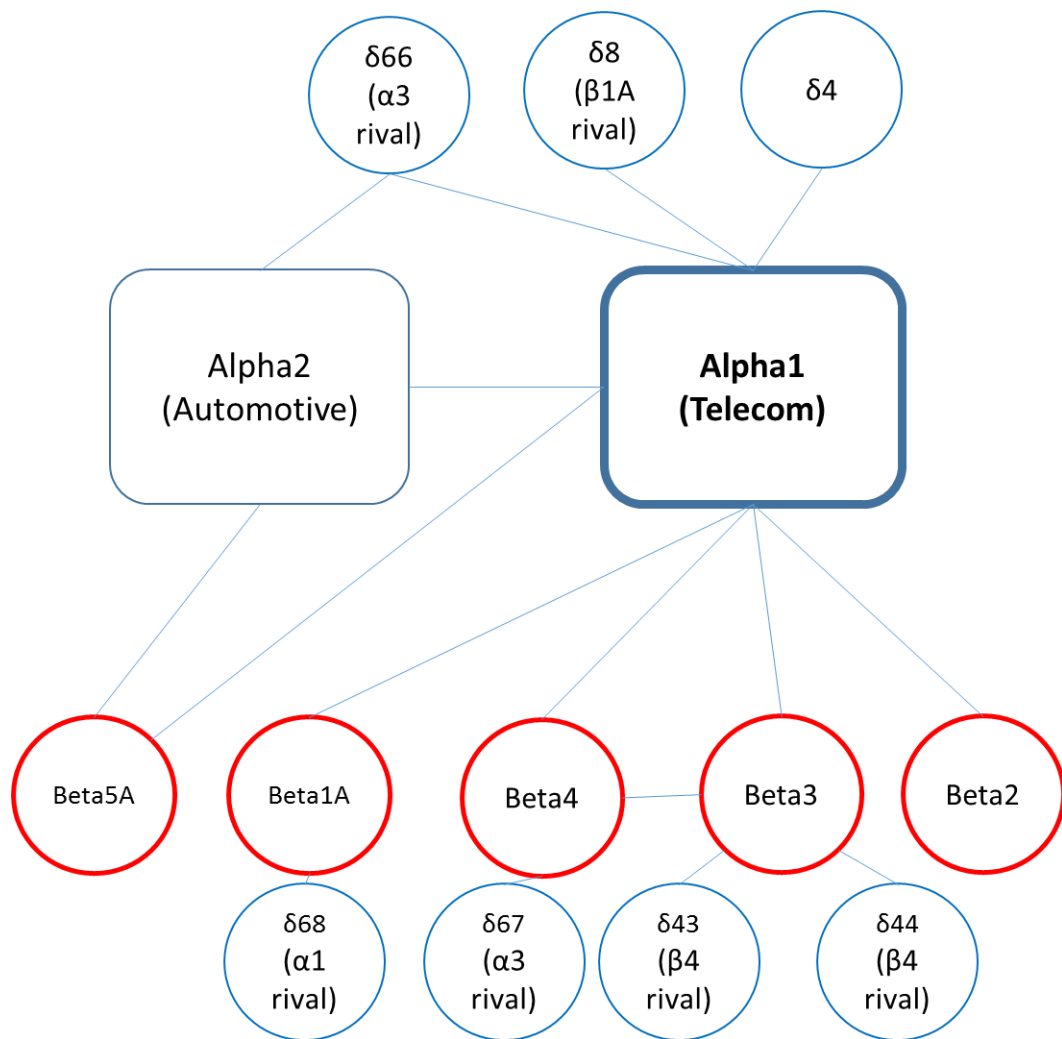 δ66
(α3
rival)
δ8
(β1A
rival)
δ4
Alpha2
(Automotive)
Alpha1
(Telecom)
Beta5A
Beta1A
Beta4
Beta3
Beta2
δ68
(α1
rival)
δ67
(α3
rival)
δ43
(β4
rival)
δ44
(β4
rival)